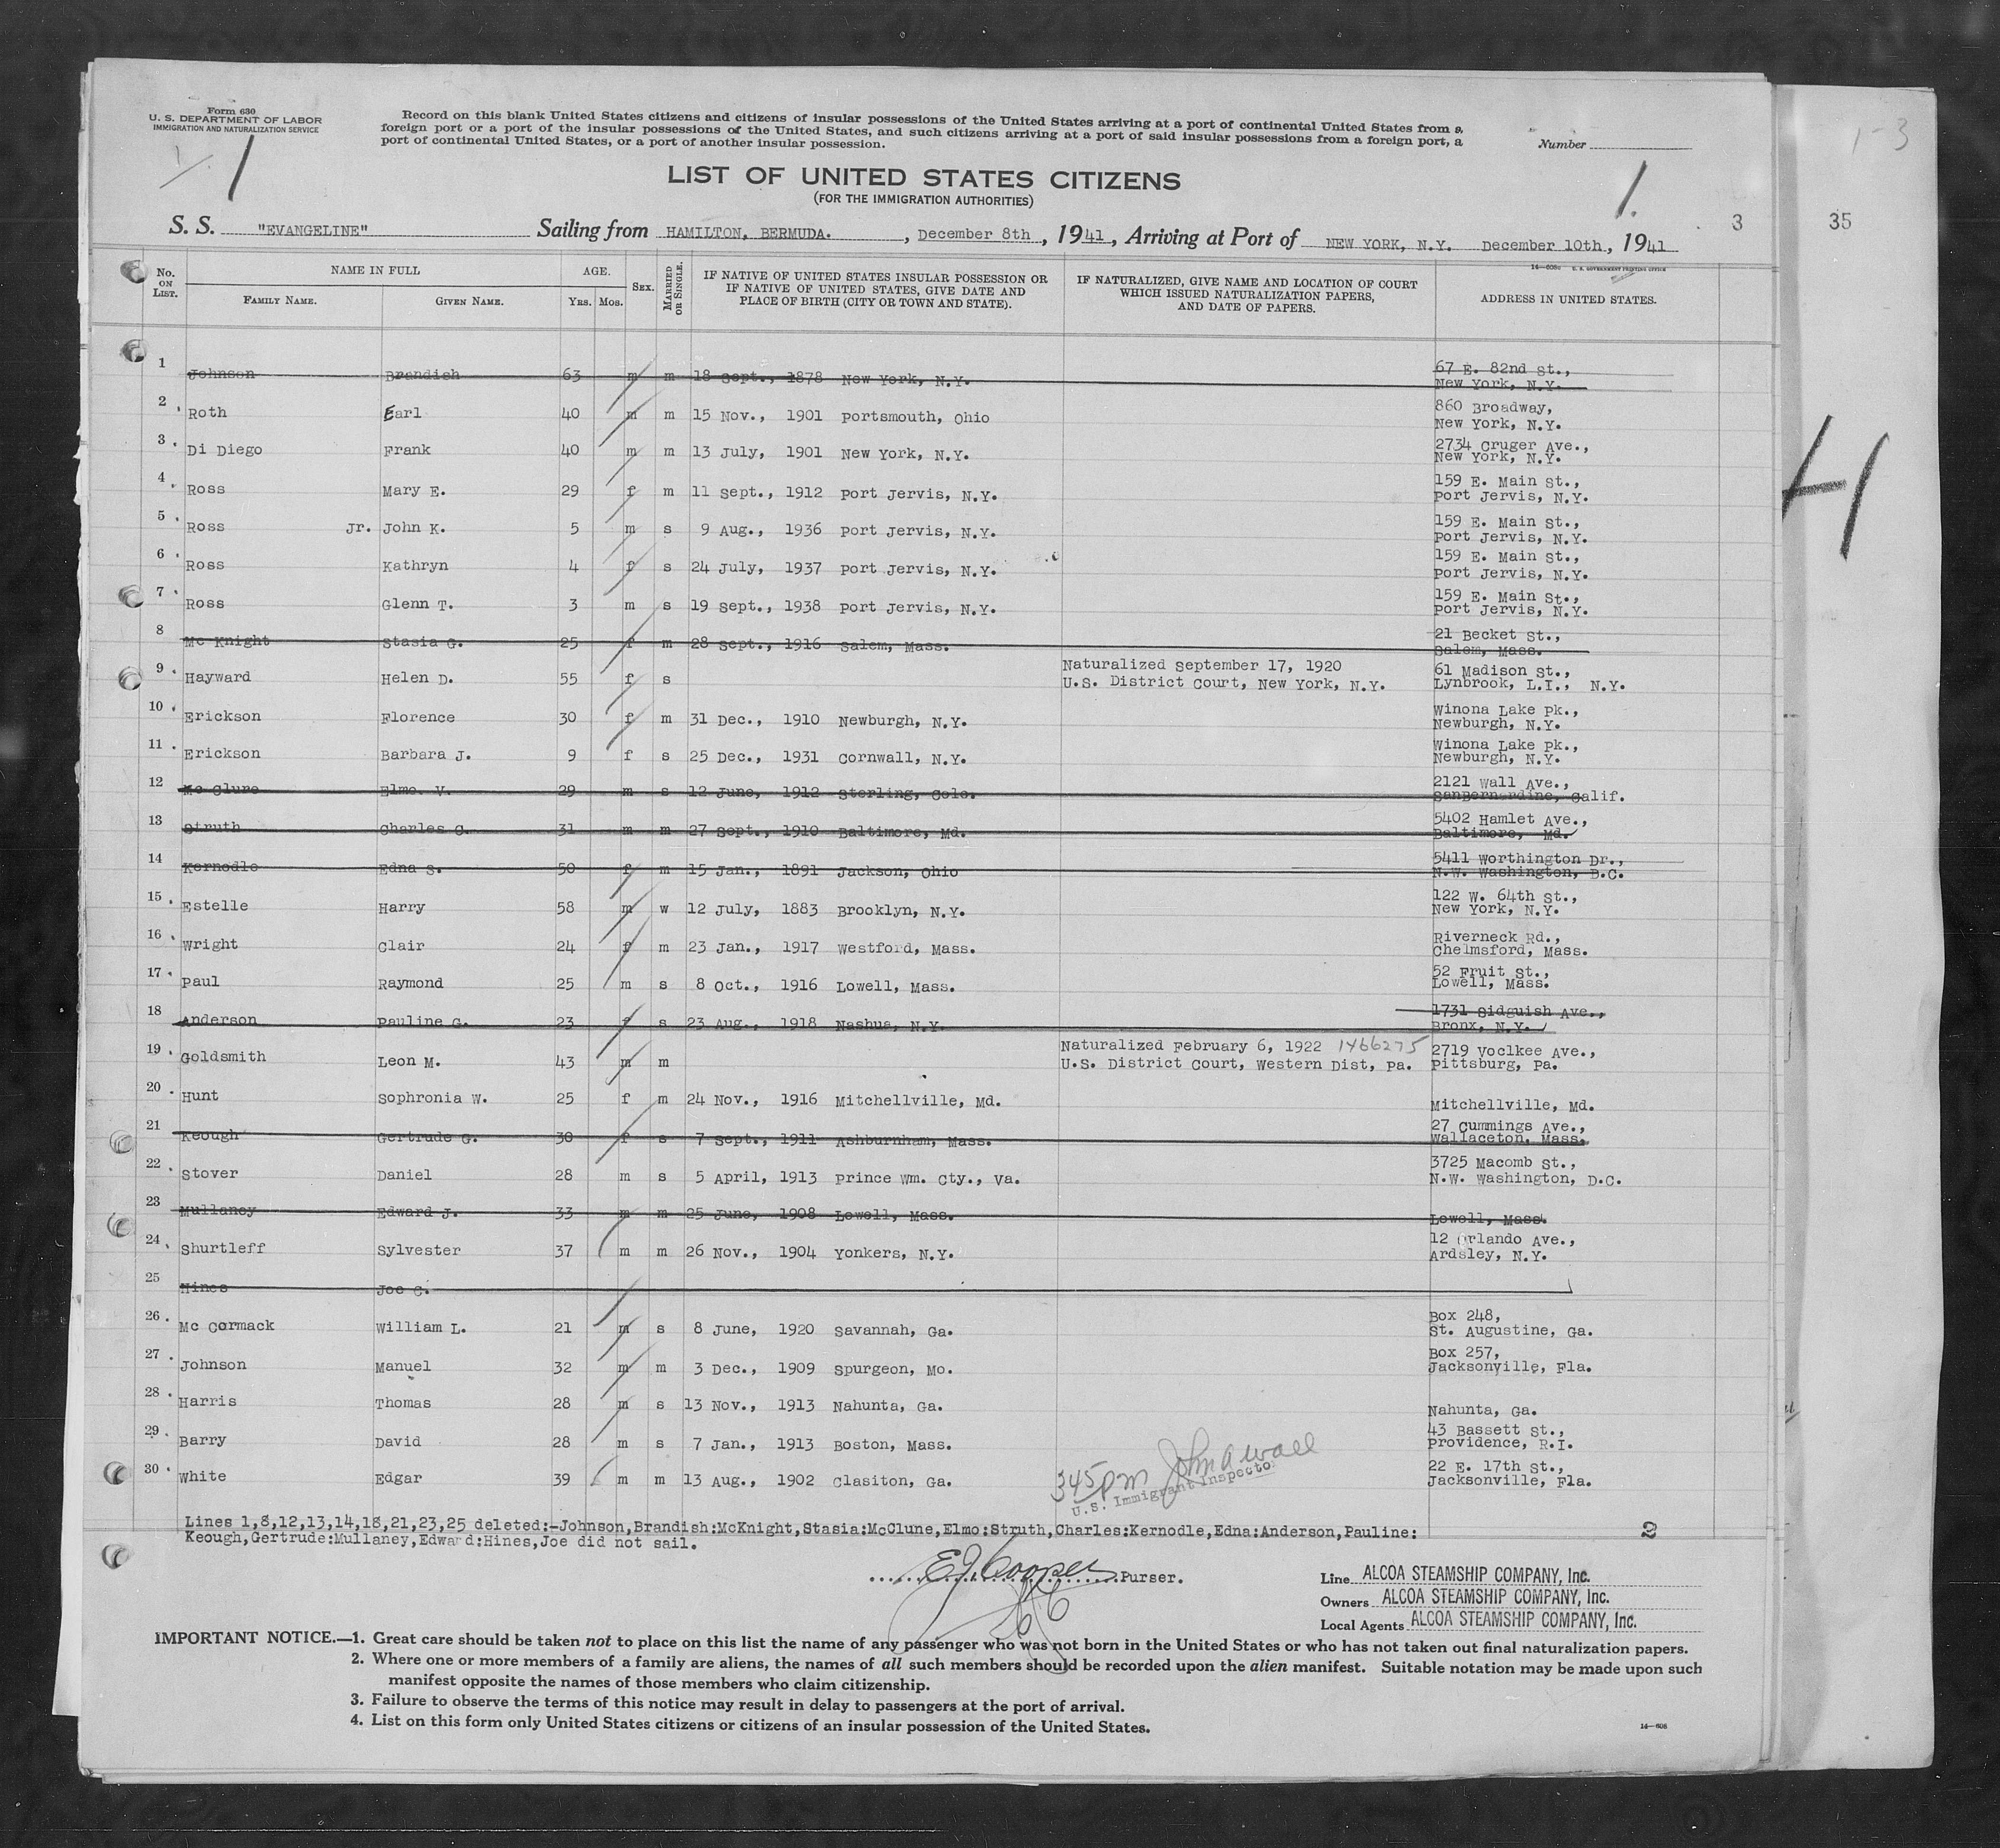 Form 630
U. S. DEPARTMENT OF LABOR
IMMIGRATION AND NATURALIZATION SERVICE
Record on this blank United States citizens and citizens of insular possessions of the United States arriving at a port of continental United States from a
foreign port or a port of the insular possessions of the United States, and such citizens arriving at a port of said insular possessions from a foreign port, a
port of continental United States, or a port of another insular possession.
Number
1-3
1. 1
1.
LIST OF UNITED STATES CITIZENS
(FOR THE IMMIGRATION AUTHORITIES)
3 35
S. S. "EVANGELINE" Sailing from HAMILTON, BERMUDA. , December 8th , 1941 , Arriving at Port of NEW YORK, N.Y. December 10th , 1941
14—606a U. S. GOVERNMENT PRINTING OFFICE
No. ON LIST. NAME IN FULL FAMILY NAME. GIVEN NAME. AGE. Yrs. Mos. SEX. MARRIED OR SINGLE. IF NATIVE OF UNITED STATES INSULAR POSSESSION OR IF NATIVE OF UNITED STATES, GIVE DATE AND PLACE OF BIRTH (CITY OR TOWN AND STATE). IF NATURALIZED, GIVE NAME AND LOCATION OF COURT WHICH ISSUED NATURALIZATION PAPERS, AND DATE OF PAPERS. ADDRESS IN UNITED STATES.
1 Johnson Brandish 63 m m 18 Sept., 1878 New York, N.Y. 67 E. 82nd St., New York, N.Y.
2 Roth Earl 40 m m 15 Nov., 1901 Portsmouth, Ohio 860 Broadway, New York, N.Y.
3 Di Diego Frank 40 m m 13 July, 1901 New York, N.Y. 2734 Cruger Ave., New York, N.Y.
4 Ross Mary E. 29 f m 11 Sept., 1912 Port Jervis, N.Y. 159 E. Main St., Port Jervis, N.Y.
5 Ross Jr. John K. 5 m s 9 Aug., 1936 Port Jervis, N.Y. 159 E. Main St., Port Jervis, N.Y.
6 Ross Kathryn 4 f s 24 July, 1937 Port Jervis, N.Y. 159 E. Main St., Port Jervis, N.Y.
7 Ross Glenn T. 3 m s 19 Sept., 1938 Port Jervis, N.Y. 159 E. Main St., Port Jervis, N.Y.
8 Mc Knight Stasia G. 25 f m 28 Sept., 1916 Salem, Mass. 21 Becket St., Salem, Mass.
9 Hayward Helen D. 55 f s Naturalized September 17, 1920 U.S. District Court, New York, N.Y. 61 Madison St., Lynbrook, L.I., N.Y.
10 Erickson Florence 30 f m 31 Dec., 1910 Newburgh, N.Y. Winona Lake Pk., Newburgh, N.Y.
11 Erickson Barbara J. 9 f s 25 Dec., 1931 Cornwall, N.Y. Winona Lake Pk., Newburgh, N.Y.
12 Mc Clure Elmo. V. 29 m s 12 June, 1912 Sterling, Colo. 2121 Wall Ave., SanBernardine, Calif.
13 Struth Charles C. 31 m m 27 Sept., 1910 Baltimore, Md. 5402 Hamlet Ave., Baltimore, Md.
14 Kernodle Edna S. 50 f m 15 Jan., 1891 Jackson, Ohio 5411 Worthington Dr., N.W. Washington, D.C.
15 Estelle Harry 58 m w 12 July, 1883 Brooklyn, N.Y. 122 W. 64th St., New York, N.Y.
16 Wright Clair 24 f m 23 Jan., 1917 Westford, Mass. Riverneck Rd., Chelmsford, Mass.
17 Paul Raymond 25 m s 8 Oct., 1916 Lowell, Mass. 52 Fruit St., Lowell, Mass.
18 Anderson Pauline G. 23 f s 23 Aug., 1918 Nashua, N.Y. 1731 Sidguish Ave., Bronx, N.Y.
19 Goldsmith Leon M. 43 m m Naturalized February 6, 1922 1466275 U.S. District Court, Western Dist, Pa. 2719 Voclkee Ave., Pittsburg, Pa.
20 Hunt Sophronia W. 25 f m 24 Nov., 1916 Mitchellville, Md. Mitchellville, Md.
21 Keough Gertrude G. 30 f s 7 Sept., 1911 Ashburnham, Mass. 27 Cummings Ave., Wallaceton, Mass.
22 Stover Daniel 28 m s 5 April, 1913 Prince Wm. Cty., Va. 3725 Macomb St., N.W. Washington, D.C.
23 Mullaney Edward J. 33 m m 25 June, 1908 Lowell, Mass. Lowell, Mass.
24 Shurtleff Sylvester 37 m m 26 Nov., 1904 Yonkers, N.Y. 12 Orlando Ave., Ardsley, N.Y.
25 Hines Joe C.
26 Mc Cormack William L. 21 m s 8 June, 1920 Savannah, Ga. Box 248, St. Augustine, Ga.
27 Johnson Manuel 32 m m 3 Dec., 1909 Spurgeon, Mo. Box 257, Jacksonville, Fla.
28 Harris Thomas 28 m s 13 Nov., 1913 Nahunta, Ga. Nahunta, Ga.
29 Barry David 28 m s 7 Jan., 1913 Boston, Mass. 43 Bassett St., Providence, R.I.
30 White Edgar 39 m m 13 Aug., 1902 Clasiton, Ga. 22 E. 17th St., Jacksonville, Fla.
345 pm John A Wall
U.S. Immigrant Inspector
Lines 1,8,12,13,14,18,21,23,25 deleted:-Johnson,Brandish:McKnight,Stasia:McClune,Elmo:Struth,Charles:Kernodle,Edna:Anderson,Pauline:
Keough,Gertrude:Mullaney,Edward:Hines,Joe did not sail.
2
E J Cooper Purser.
Line ALCOA STEAMSHIP COMPANY, Inc.
Owners ALCOA STEAMSHIP COMPANY, Inc.
Local Agents ALCOA STEAMSHIP COMPANY, Inc.
IMPORTANT NOTICE.—1. Great care should be taken not to place on this list the name of any passenger who was not born in the United States or who has not taken out final naturalization papers.
2. Where one or more members of a family are aliens, the names of all such members should be recorded upon the alien manifest. Suitable notation may be made upon such
manifest opposite the names of those members who claim citizenship.
3. Failure to observe the terms of this notice may result in delay to passengers at the port of arrival.
4. List on this form only United States citizens or citizens of an insular possession of the United States.
14—606